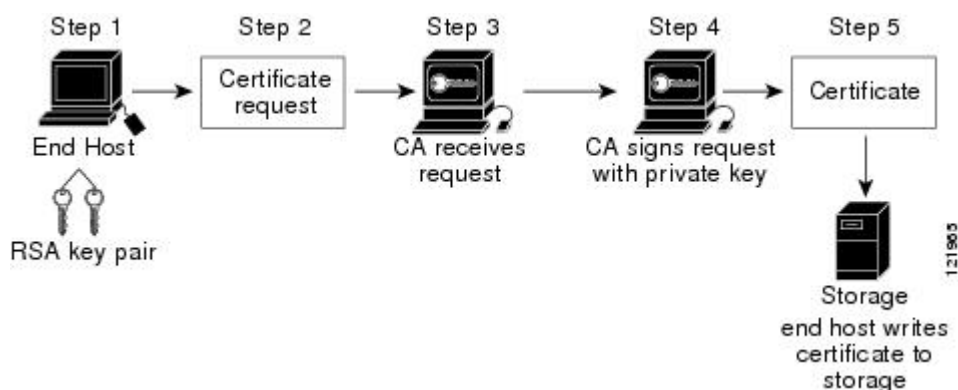 Step 1
Step 2
Step 3
Step 4
Step 5
Certificate
request
Certificate
End Host
CA receives
request
CA signs request
with private key
RSA key pair
121965
Storage
end host writes
certificate to
storage